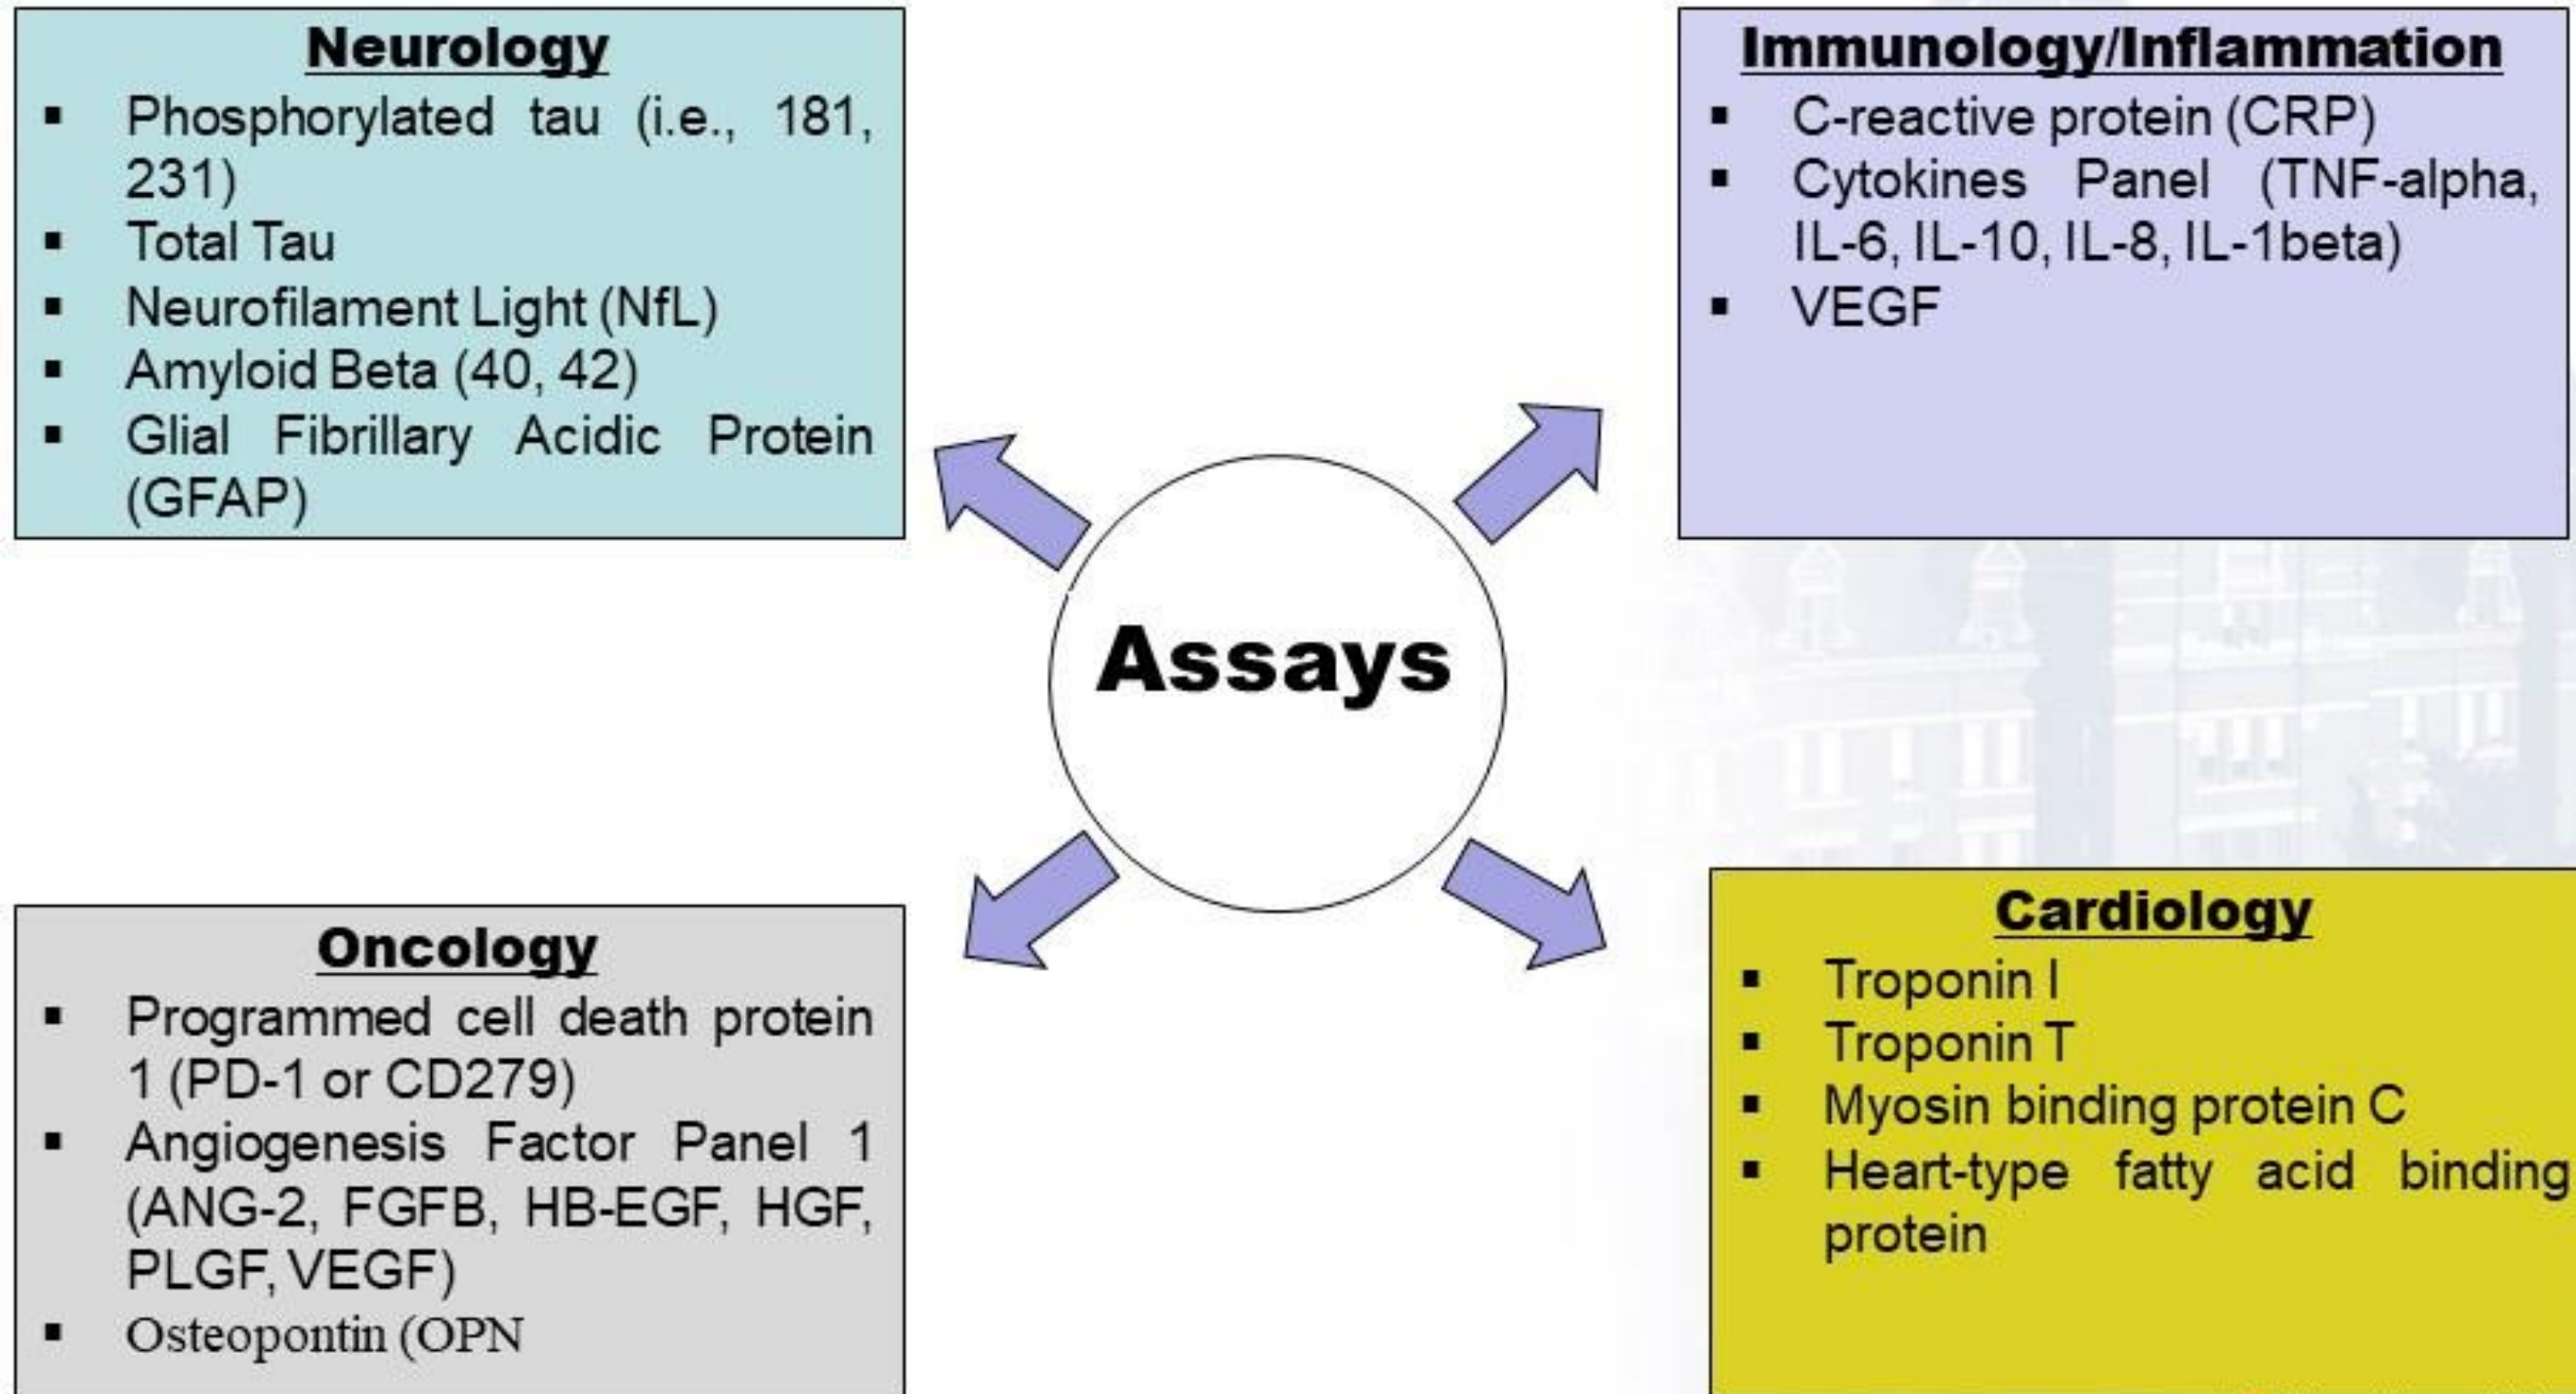 Neurology
▪ Phosphorylated tau (i.e., 181,
231)
▪ Total Tau
▪ Neurofilament Light (NfL)
▪ Amyloid Beta (40, 42)
▪ Glial Fibrillary Acidic Protein
(GFAP)
Immunology/Inflammation
▪ C-reactive protein (CRP)
▪ Cytokines Panel (TNF-alpha,
IL-6, IL-10, IL-8, IL-1beta)
▪ VEGF
Assays
Oncology
▪ Programmed cell death protein
1 (PD-1 or CD279)
▪ Angiogenesis Factor Panel 1
(ANG-2, FGFB, HB-EGF, HGF,
PLGF, VEGF)
▪ Osteopontin (OPN
Cardiology
▪ Troponin I
▪ Troponin T
▪ Myosin binding protein C
▪ Heart-type fatty acid binding
protein